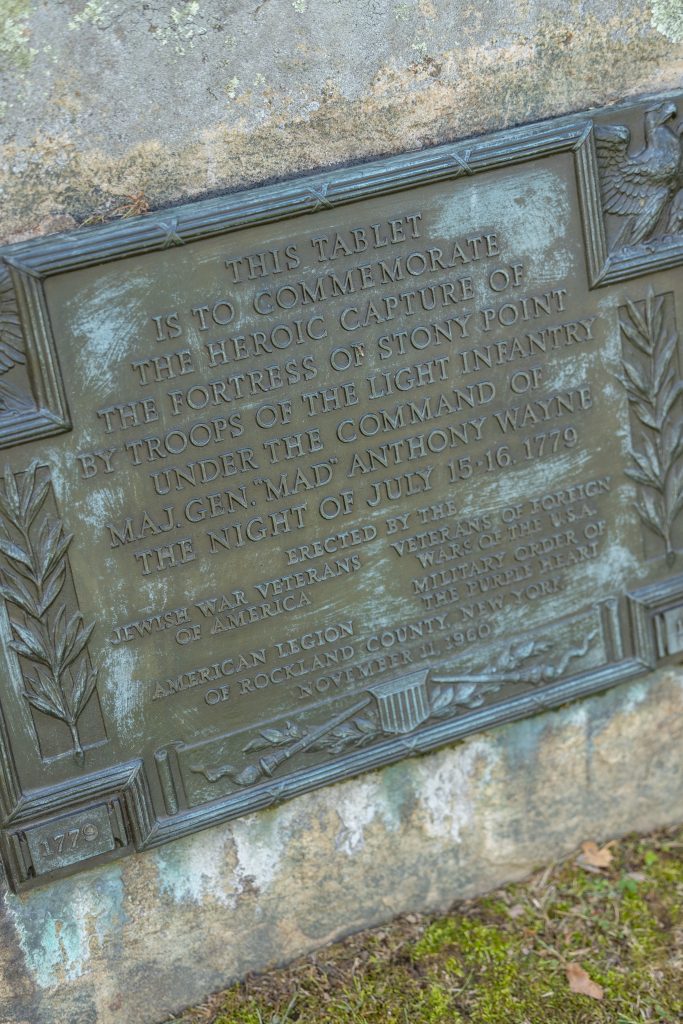 THIS TABLET
IS TO COMMEMORATE
THE HEROIC CAPTURE OF
THE FORTRESS OF STONY POINT
BY TROOPS OF THE LIGHT INFANTRY
UNDER THE COMMAND OF
MAJ. GEN. "MAD" ANTHONY WAYNE
THE NIGHT OF JULY 15-16, 1779
ERECTED BY THE
JEWISH WAR VETERANS
OF AMERICA
VETERANS OF FOREIGN
WARS OF THE U.S.A.
MILITARY ORDER OF
THE PURPLE HEART
AMERICAN LEGION
OF ROCKLAND COUNTY, NEW YORK
NOVEMBER 11, 1960
1779